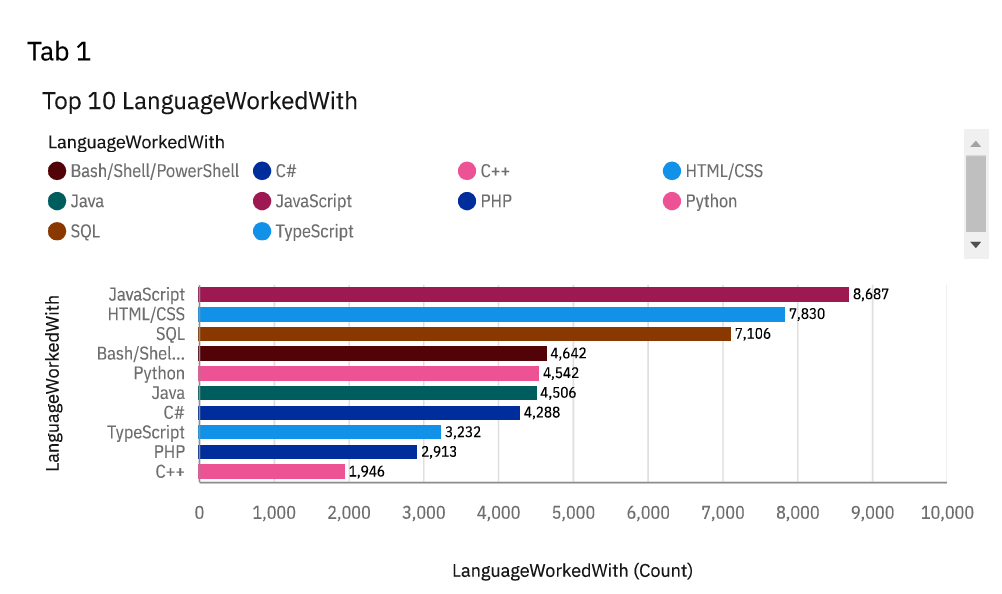 Tab 1
Top 10 LanguageWorkedWith
LanguageWorkedWith
Bash/Shell/PowerShell C# C++ HTML/CSS
Java JavaScript PHP Python
SQL TypeScript
LanguageWorkedWith
JavaScript 8,687
HTML/CSS 7,830
SQL 7,106
Bash/Shel... 4,642
Python 4,542
Java 4,506
C# 4,288
TypeScript 3,232
PHP 2,913
C++ 1,946
0 1,000 2,000 3,000 4,000 5,000 6,000 7,000 8,000 9,000 10,000
LanguageWorkedWith (Count)